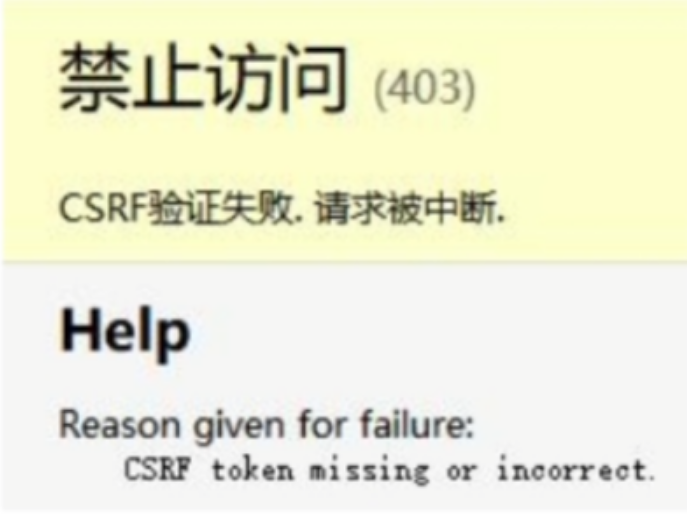 禁止访问 (403)
CSRF验证失败. 请求被中断.
Help
Reason given for failure:
CSRF token missing or incorrect.